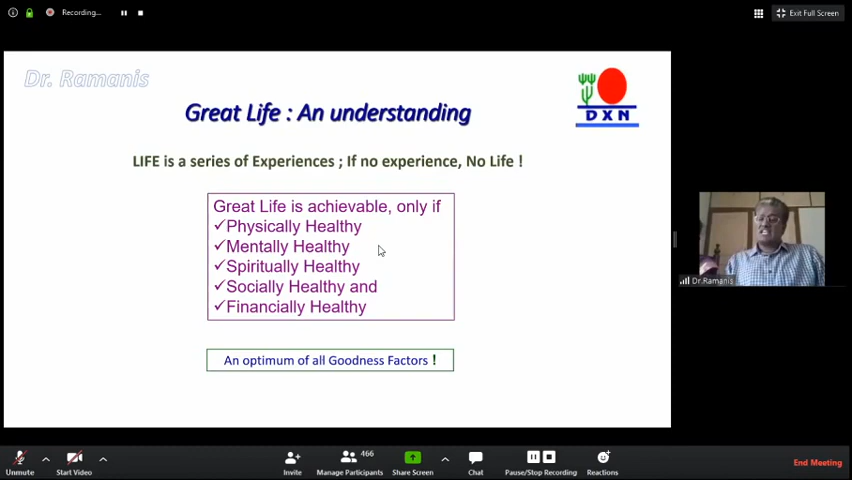 Recording...
Exit Full Screen
Dr. Ramanis
Great Life : An understanding
DXN
LIFE is a series of Experiences ; If no experience, No Life !
Great Life is achievable, only if
✓Physically Healthy
✓Mentally Healthy
✓Spiritually Healthy
✓Socially Healthy and
✓Financially Healthy
An optimum of all Goodness Factors !
Dr.Ramanis
Unmute
Start Video
Invite
466
Manage Participants
Share Screen
Chat
Pause/Stop Recording
Reactions
End Meeting